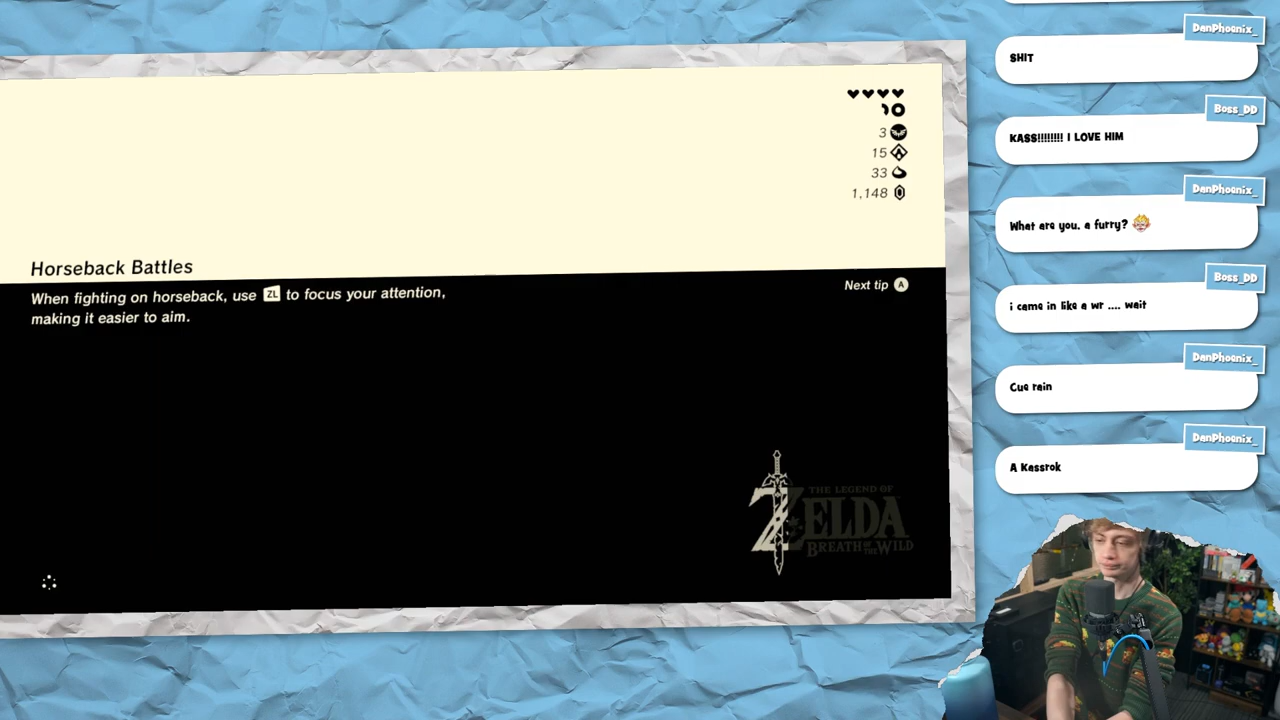 3
15
33
1,148
Horseback Battles
When fighting on horseback, use ZL to focus your attention,
making it easier to aim.
Next tip A
THE LEGEND OF
ZELDA
BREATH OF THE WILD
DanPhoenix_
SHIT
Boss_DD
KASS!!!!!!!! I LOVE HIM
DanPhoenix_
What are you, a furry?
Boss_DD
i came in like a wr .... wait
DanPhoenix_
Cue rain
DanPhoenix_
A Kassrok